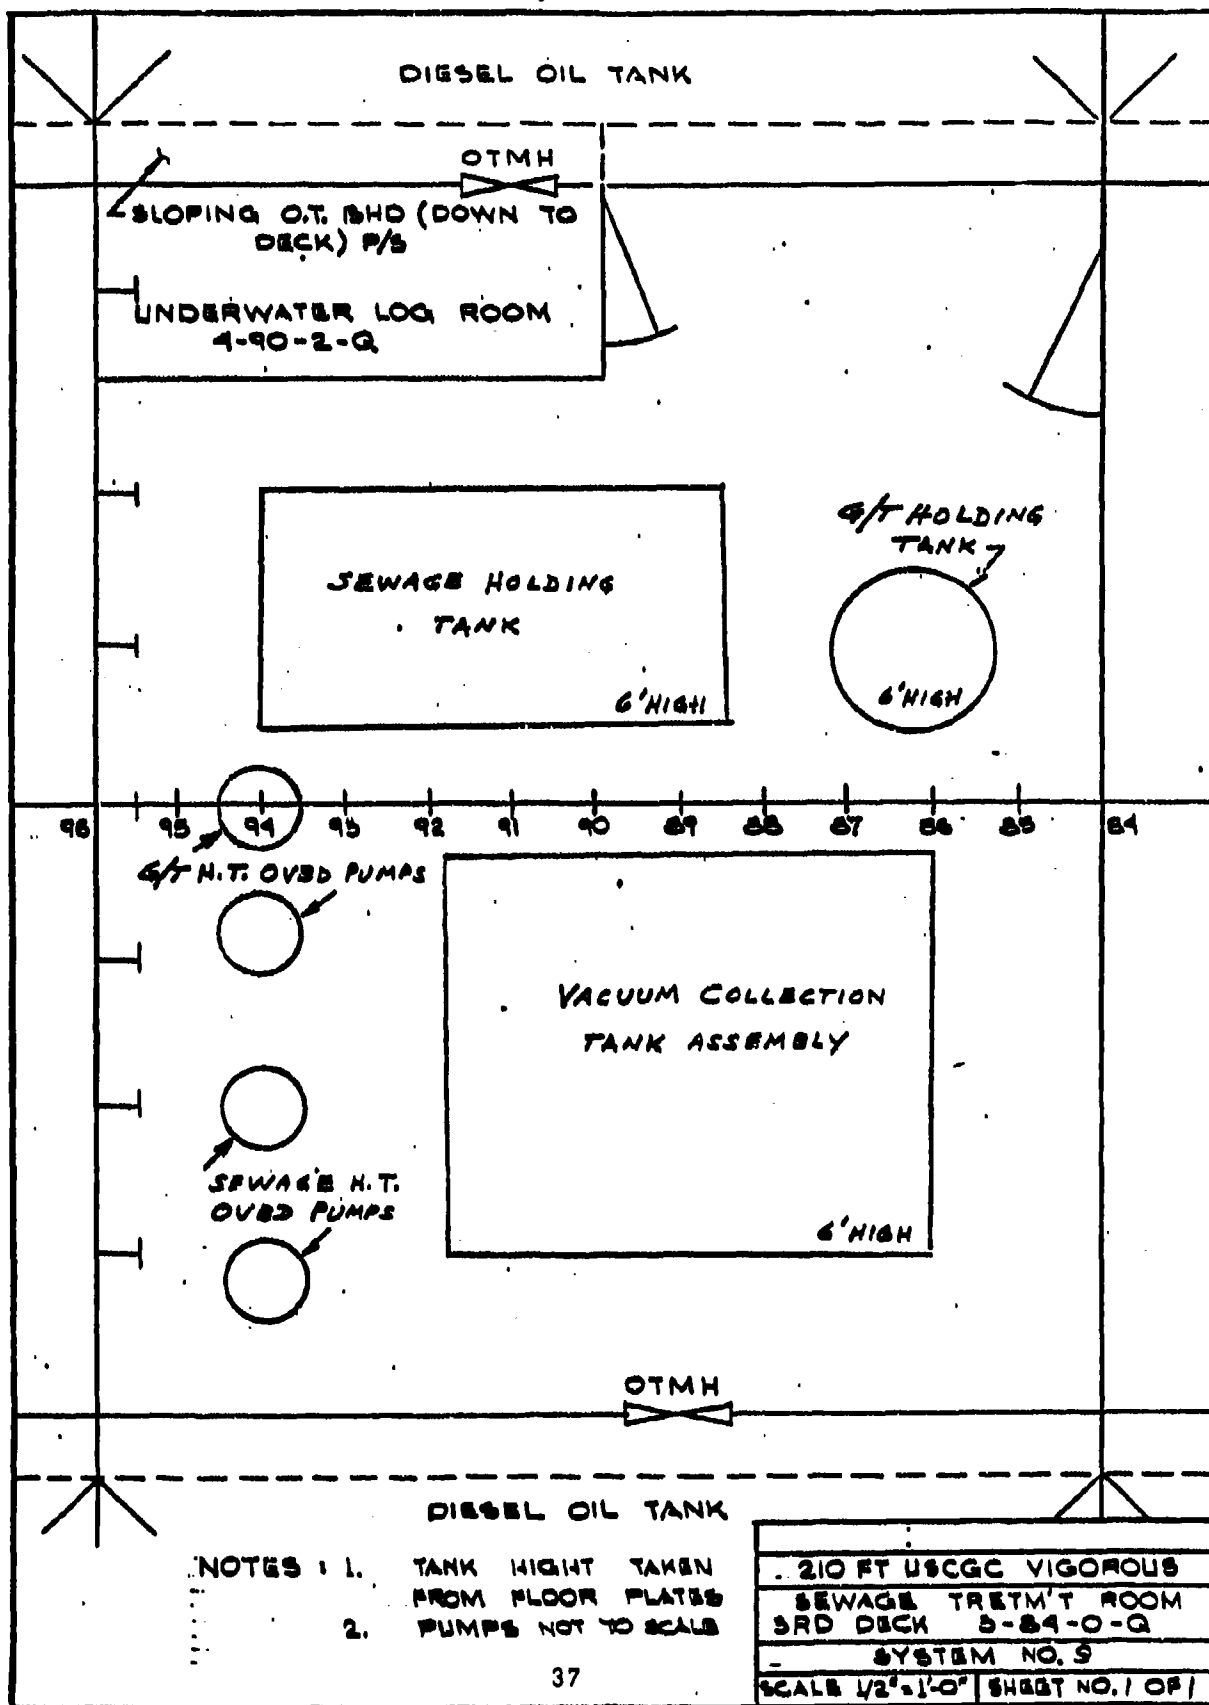 DIESEL OIL TANK
OTMH
SLOPING O.T. BHD (DOWN TO
DECK) P/S
UNDERWATER LOG ROOM
4-90-2-Q
G/T HOLDING
TANK
SEWAGE HOLDING
TANK
6'HIGH
6'HIGH
96 95 94 93 92 91 90 89 88 87 86 85 84
G/T H.T. OVBD PUMPS
VACUUM COLLECTION
TANK ASSEMBLY
SEWAGE H.T.
OVBD PUMPS
6'HIGH
OTMH
DIESEL OIL TANK
NOTES : 1. TANK HIGHT TAKEN
FROM FLOOR PLATES
2. PUMPS NOT TO SCALE
210 FT USCGC VIGOROUS
SEWAGE TRETM'T ROOM
3RD DECK 3-84-0-Q
SYSTEM NO. 9
SCALE 1/2"=1'-0" SHEET NO. 1 OF 1
37